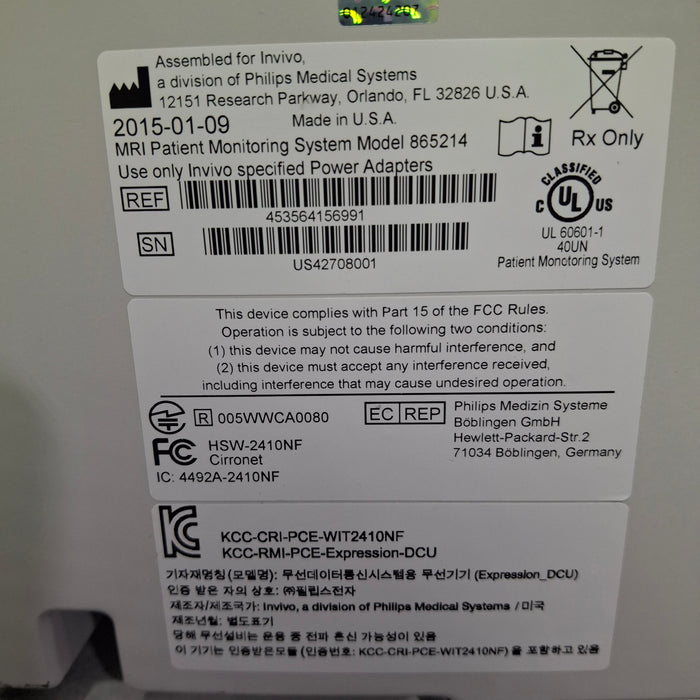 012424207
Assembled for Invivo,
a division of Philips Medical Systems
12151 Research Parkway, Orlando, FL 32826 U.S.A.
2015-01-09
Made in U.S.A.
MRI Patient Monitoring System Model 865214
Use only Invivo specified Power Adapters
Rx Only
REF
453564156991
SN
US42708001
CLASSIFIED
C UL US
UL 60601-1
40UN
Patient Monotoring System
This device complies with Part 15 of the FCC Rules.
Operation is subject to the following two conditions:
(1) this device may not cause harmful interference, and
(2) this device must accept any interference received,
including interference that may cause undesired operation.
R 005WWCA0080
FC HSW-2410NF
Cirronet
IC: 4492A-2410NF
EC REP
Philips Medizin Systeme
Böblingen GmbH
Hewlett-Packard-Str.2
71034 Böblingen, Germany
KCC-CRI-PCE-WIT2410NF
KCC-RMI-PCE-Expression-DCU
기자재명칭(모델명): 무선데이터통신시스템용 무선기기 (Expression_DCU)
인증 받은 자의 상호: ㈜필립스전자
제조자/제조국가: Invivo, a division of Philips Medical Systems / 미국
제조년월: 별도표기
당해 무선설비는 운용 중 전파 혼신 가능성이 있음
이 기기는 인증받은모듈 (인증번호: KCC-CRI-PCE-WIT2410NF) 을 포함하고 있음